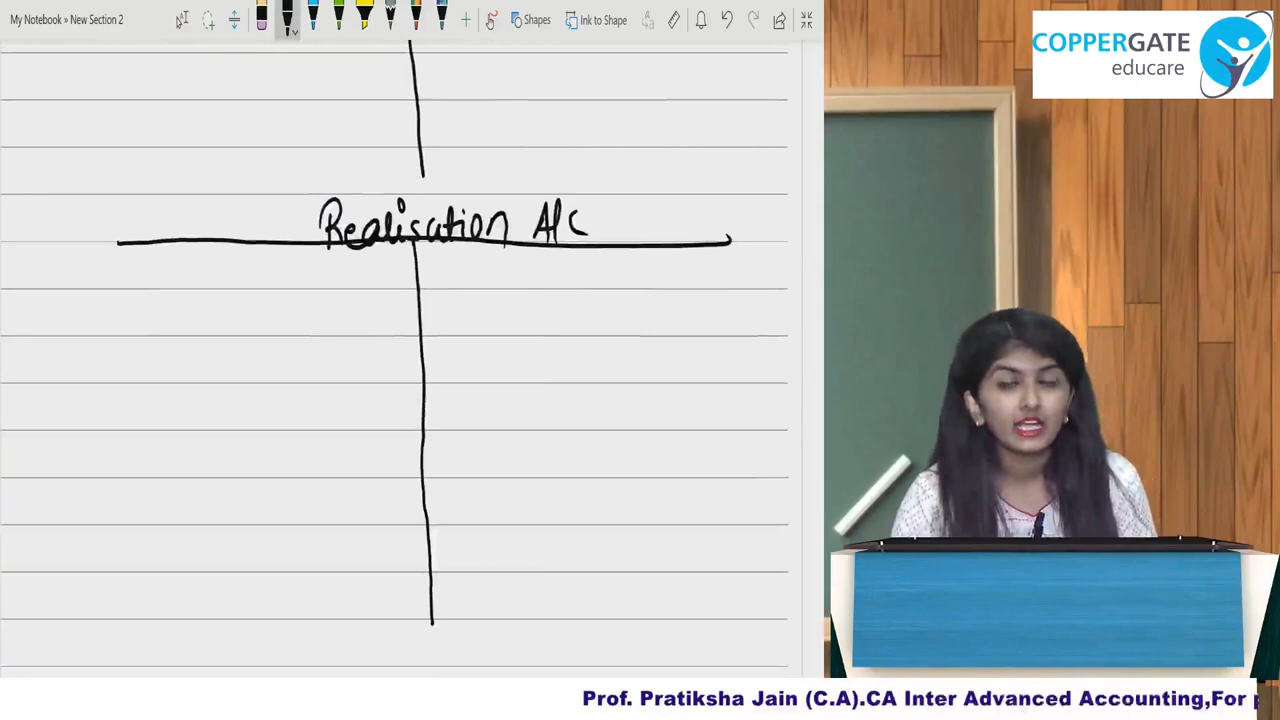 My Notebook » New Section 2
Shapes
Ink to Shape
COPPERGATE
educare
Realisation A/c
Prof. Pratiksha Jain (C.A).CA Inter Advanced Accounting,For